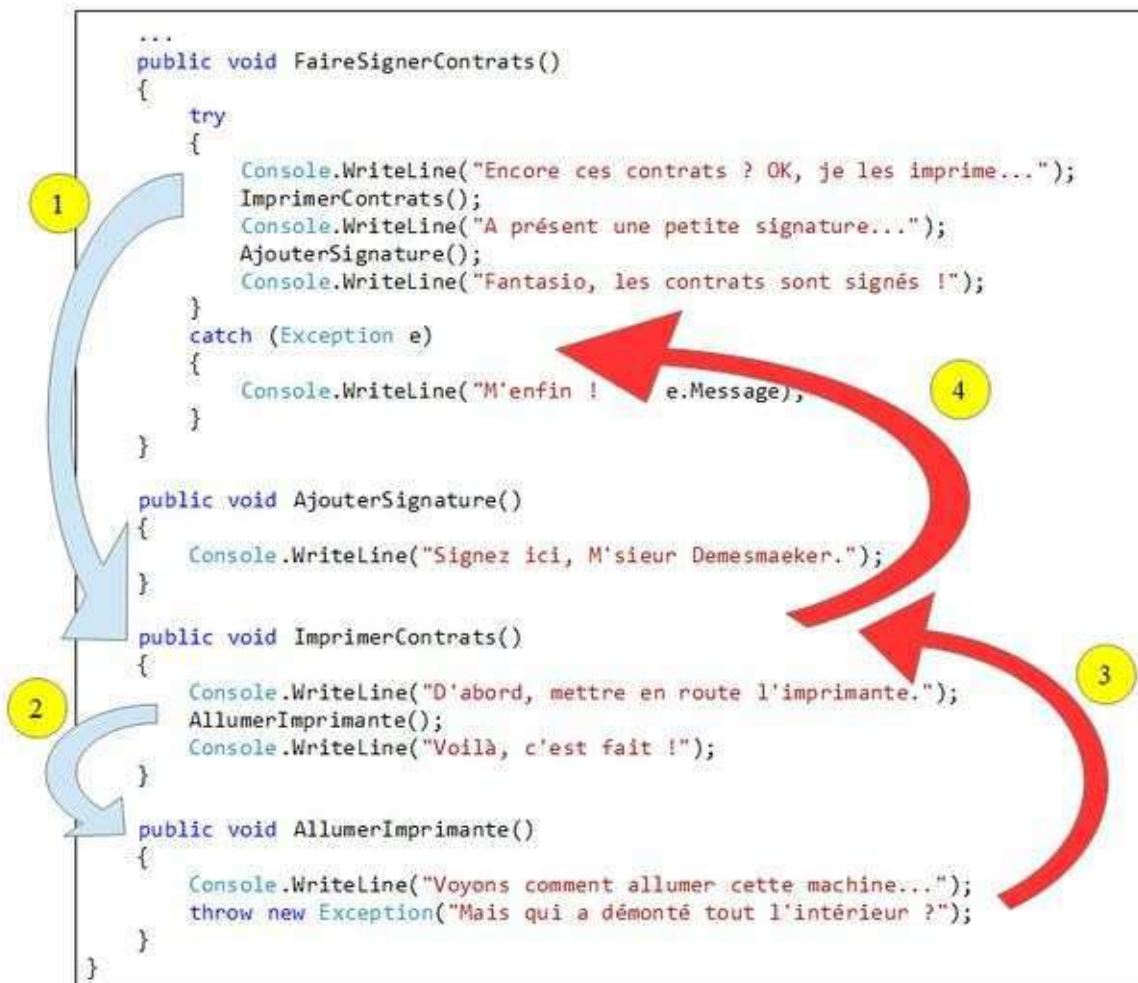 ...
public void FaireSignerContrats()
{
try
{
Console.WriteLine("Encore ces contrats ? OK, je les imprime...");
ImprimerContrats();
Console.WriteLine("A présent une petite signature...");
AjouterSignature();
Console.WriteLine("Fantasio, les contrats sont signés !");
}
catch (Exception e)
{
Console.WriteLine("M'enfin ! e.Message);
}
}
public void AjouterSignature()
{
Console.WriteLine("Signez ici, M'sieur Demesmaeker.");
}
public void ImprimerContrats()
{
Console.WriteLine("D'abord, mettre en route l'imprimante.");
AllumerImprimante();
Console.WriteLine("Voilà, c'est fait !");
}
public void AllumerImprimante()
{
Console.WriteLine("Voyons comment allumer cette machine...");
throw new Exception("Mais qui a démonté tout l'intérieur ?");
}
}
1
2
3
4